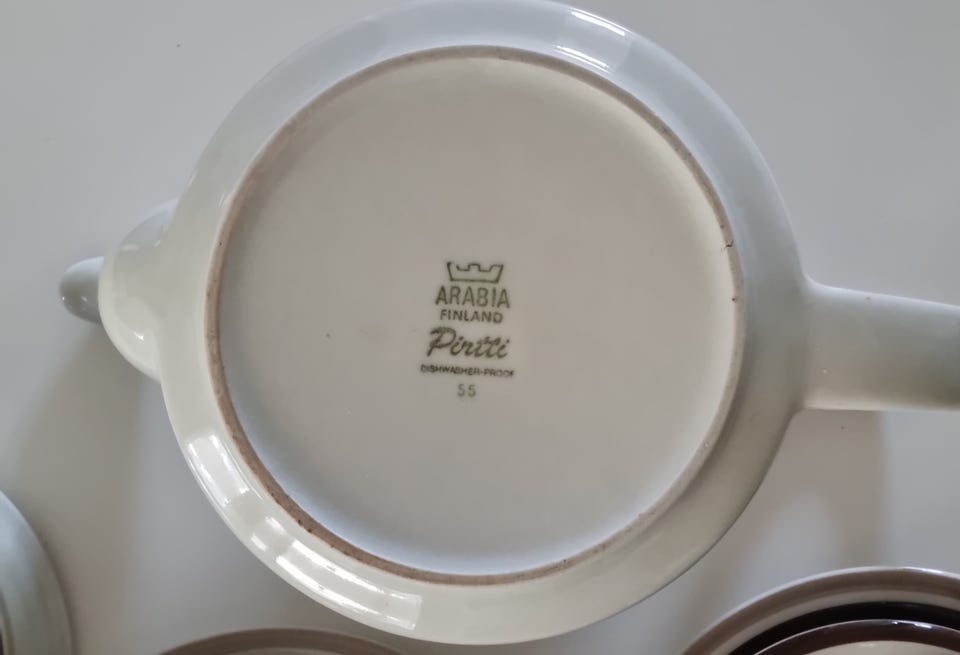 ARABIA
FINLAND
Pirtti
DISHWASHER-PROOF
55